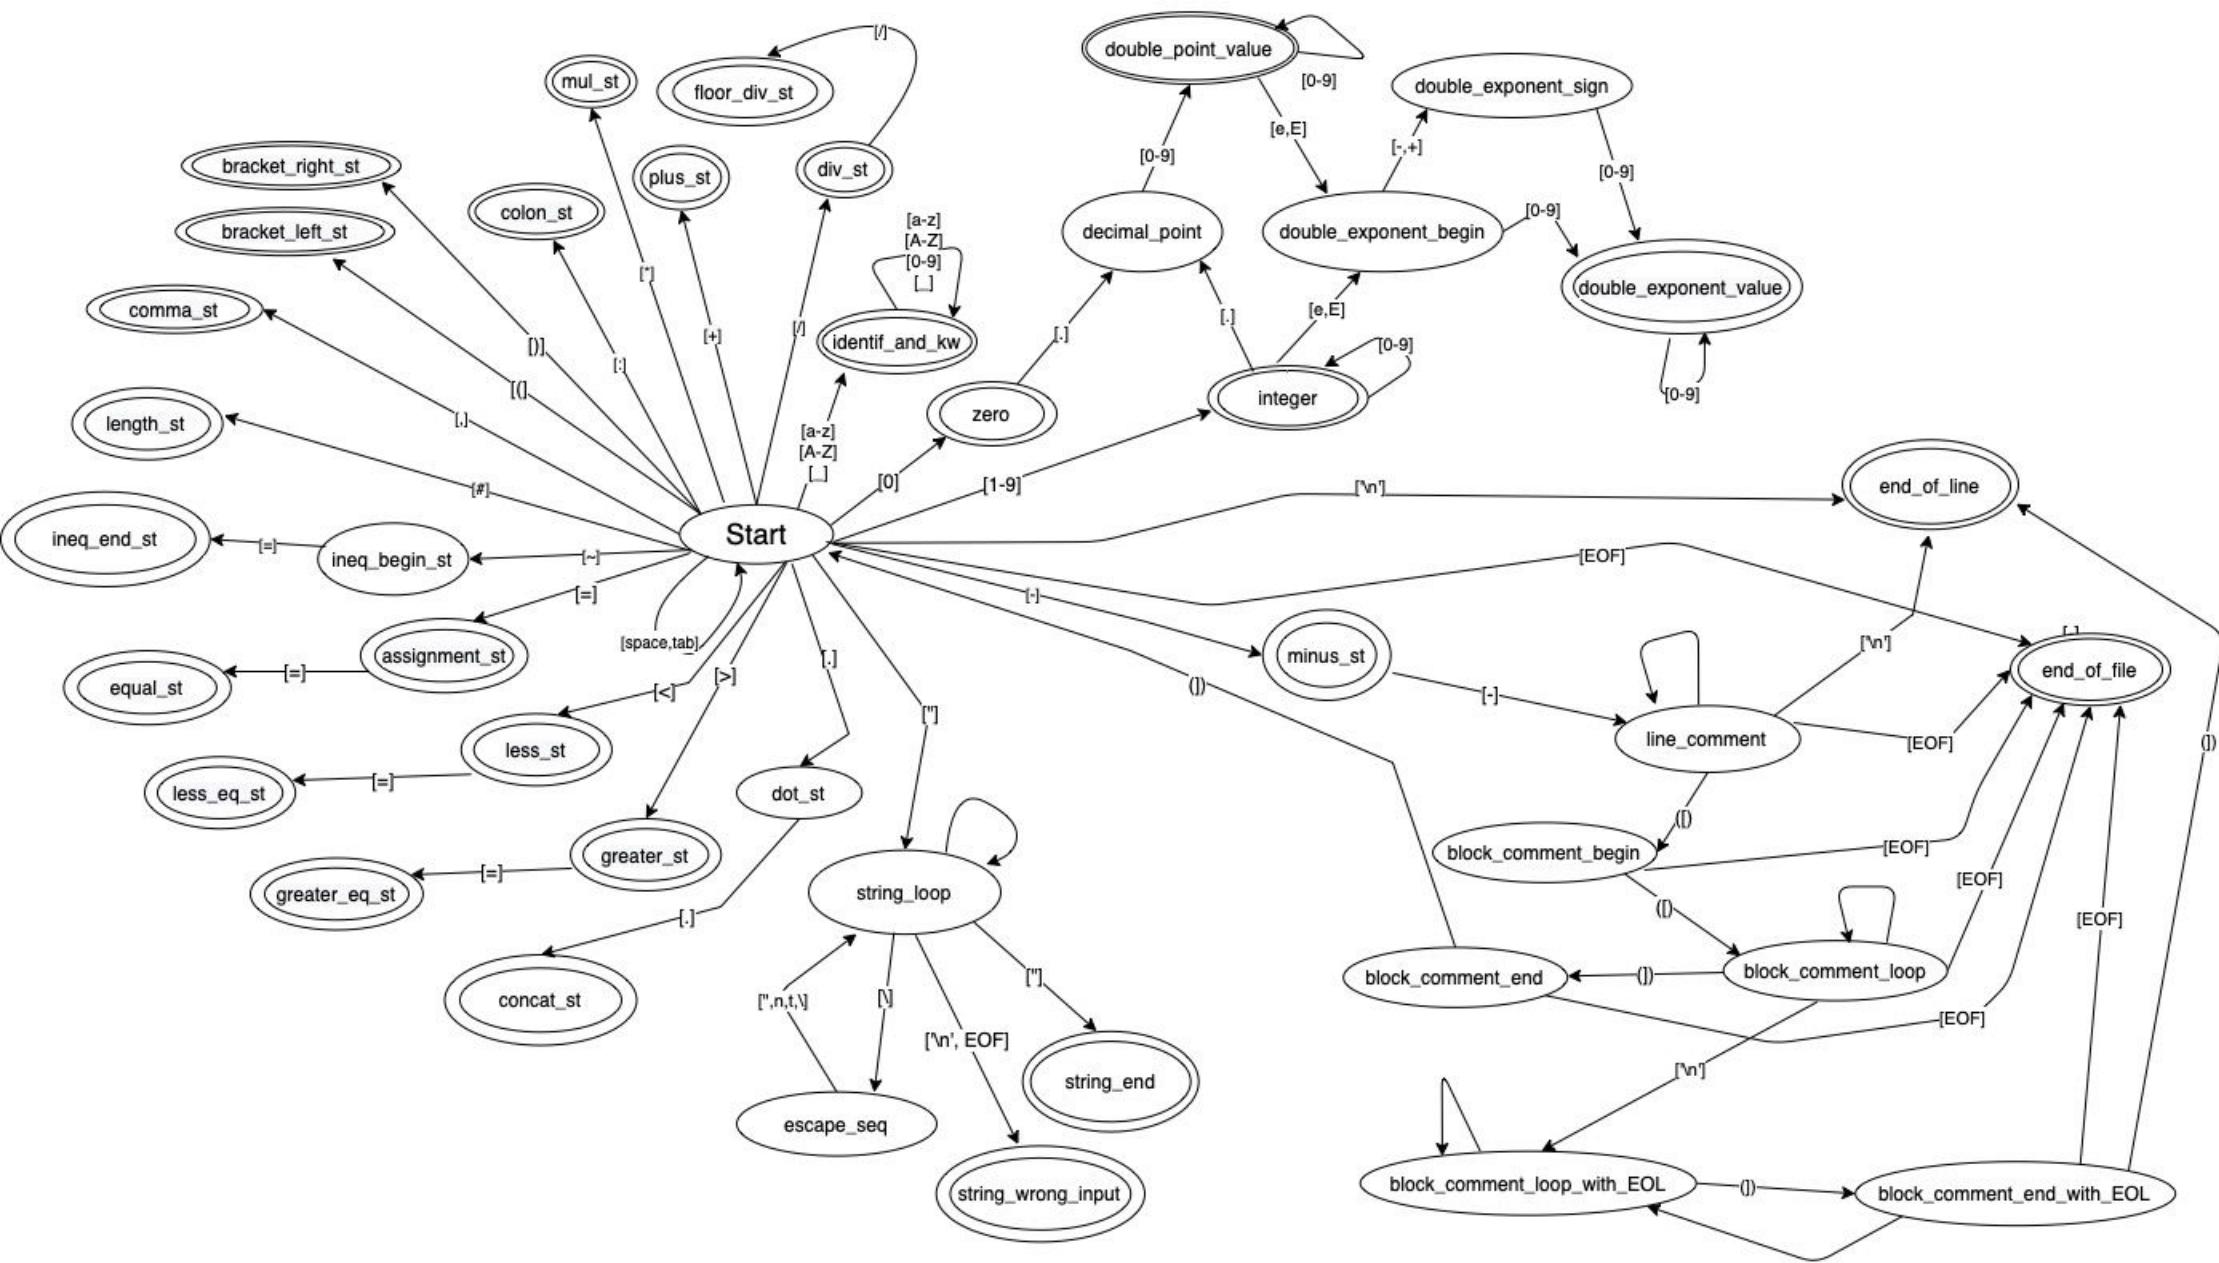 [/]
double_point_value
mul_st
floor_div_st
[0-9]
double_exponent_sign
[e,E]
[-,+]
[0-9]
bracket_right_st
plus_st
div_st
[0-9]
colon_st
[a-z]
[A-Z]
[0-9]
[_]
bracket_left_st
decimal_point
double_exponent_begin
[0-9]
[*]
double_exponent_value
comma_st
[)]
[:]
[+]
[/]
identif_and_kw
[.]
[.]
[e,E]
[0-9]
[(]
[0-9]
length_st
[,]
[a-z]
[A-Z]
[_]
zero
integer
[#]
[0]
[1-9]
['\n']
end_of_line
Start
ineq_end_st
[=]
ineq_begin_st
[~]
[EOF]
[=]
[-]
[space,tab]
assignment_st
[.]
minus_st
['\n']
end_of_file
equal_st
[=]
[<]
[>]
(])
[-]
["]
line_comment
[EOF]
(])
less_st
less_eq_st
[=]
dot_st
([)
greater_st
block_comment_begin
[EOF]
greater_eq_st
[=]
string_loop
[EOF]
([)
[.]
[EOF]
block_comment_end
(])
block_comment_loop
concat_st
[",n,t,\]
[\]
["]
['\n', EOF]
[EOF]
['\n']
string_end
escape_seq
string_wrong_input
block_comment_loop_with_EOL
(])
block_comment_end_with_EOL